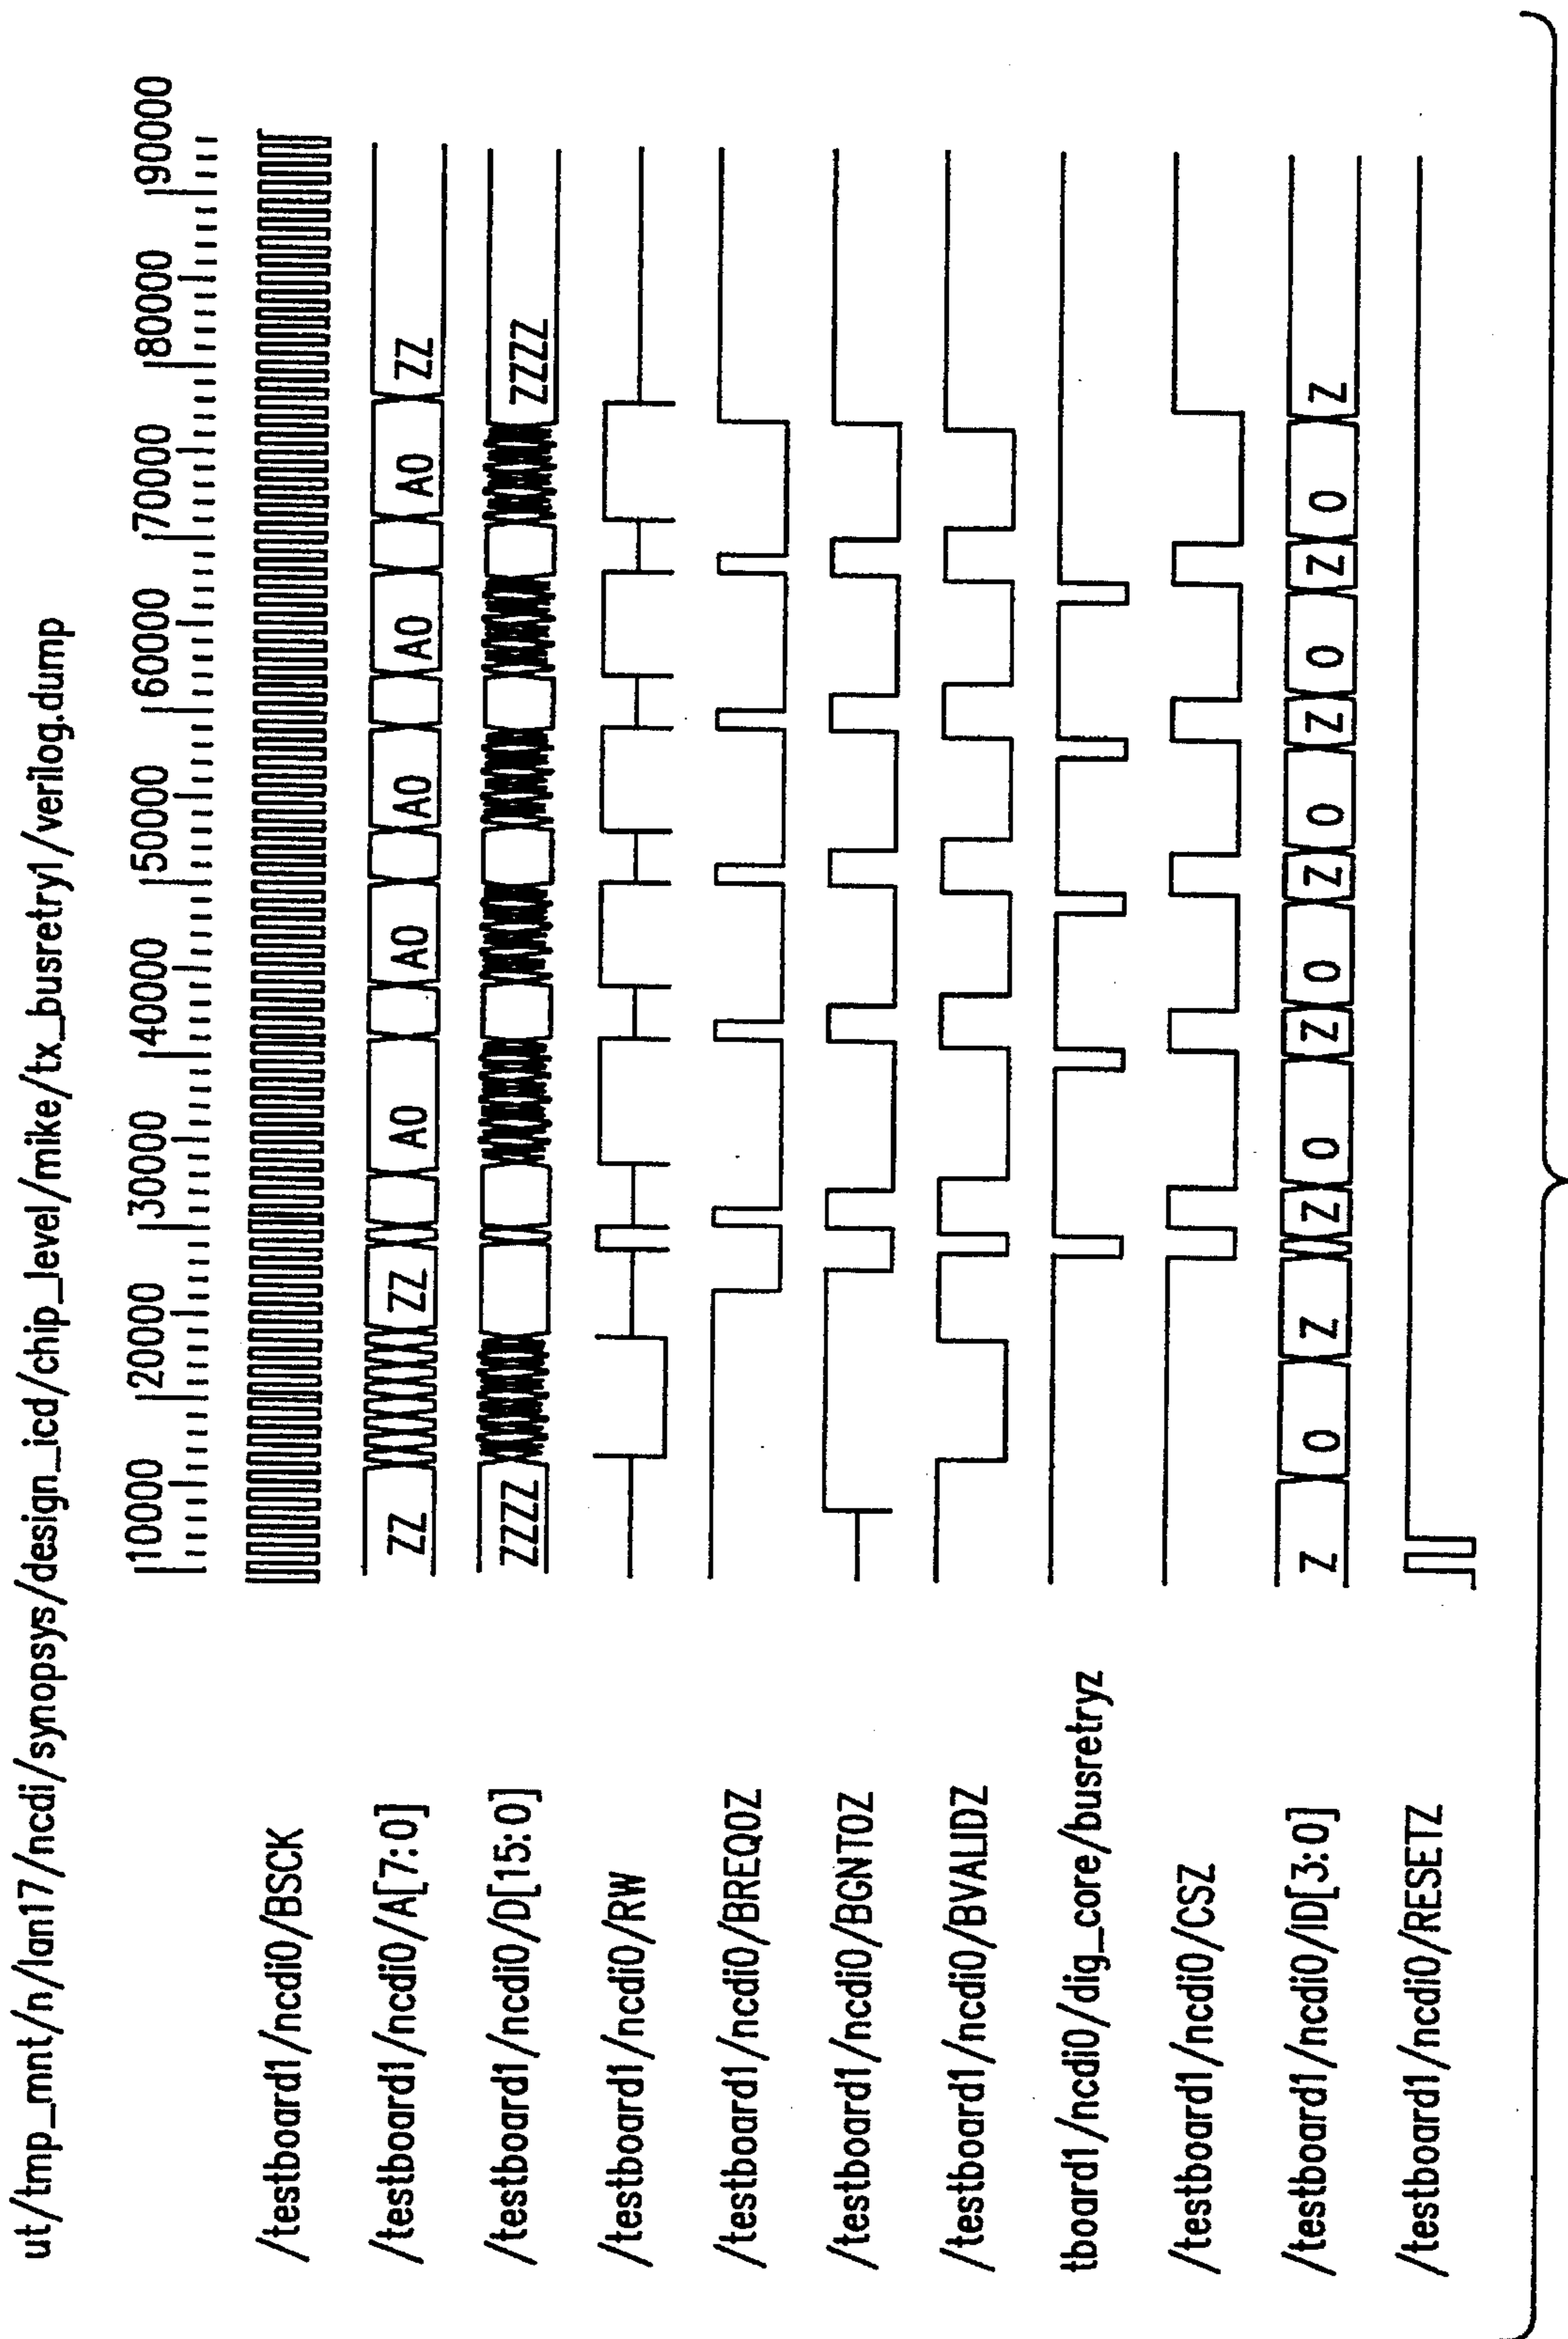 ut/tmp_mnt/n/lan17/ncdi/synopsys/design_icd/chip_level/mike/tx_busretry1/verilog.dump
10000 20000 30000 40000 50000 60000 70000 80000 90000
/testboard1/ncdi0/BSCK
/testboard1/ncdi0/A[7:0] ZZ ZZ A0 A0 A0 A0 A0 ZZ
/testboard1/ncdi0/D[15:0] ZZZZ ZZZZ
/testboard1/ncdi0/RW
/testboard1/ncdi0/BREQ0Z
/testboard1/ncdi0/BGNT0Z
/testboard1/ncdi0/BVALIDZ
tboard1/ncdi0/dig_core/busretryz
/testboard1/ncdi0/CSZ
/testboard1/ncdi0/ID[3:0] Z 0 Z Z 0 Z 0 Z 0 Z 0 Z 0 Z
/testboard1/ncdi0/RESETZ